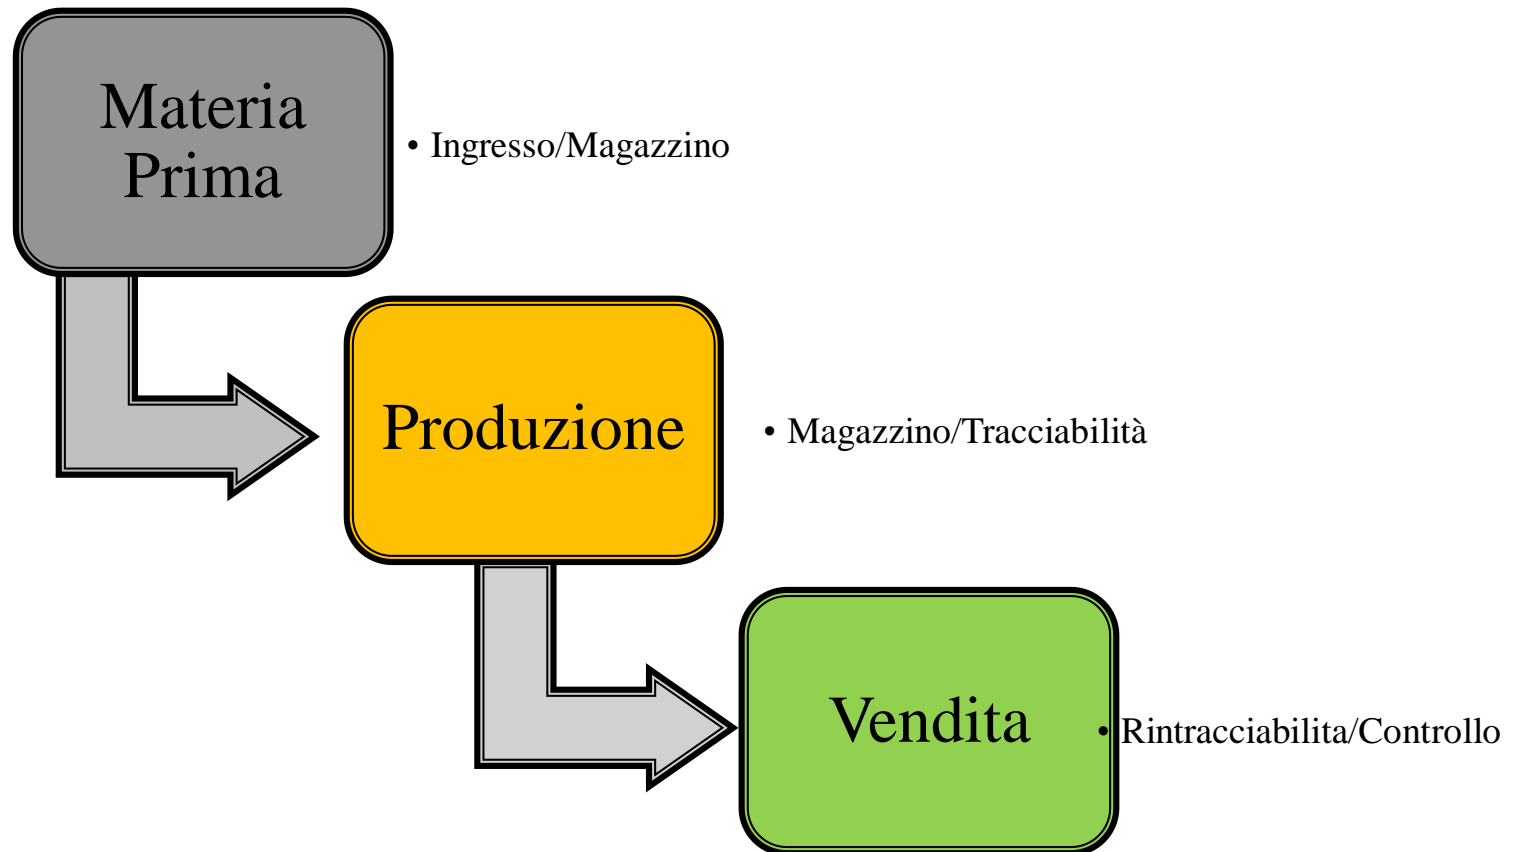 Materia
Prima
• Ingresso/Magazzino
Produzione
• Magazzino/Tracciabilità
Vendita
• Rintracciabilita/Controllo